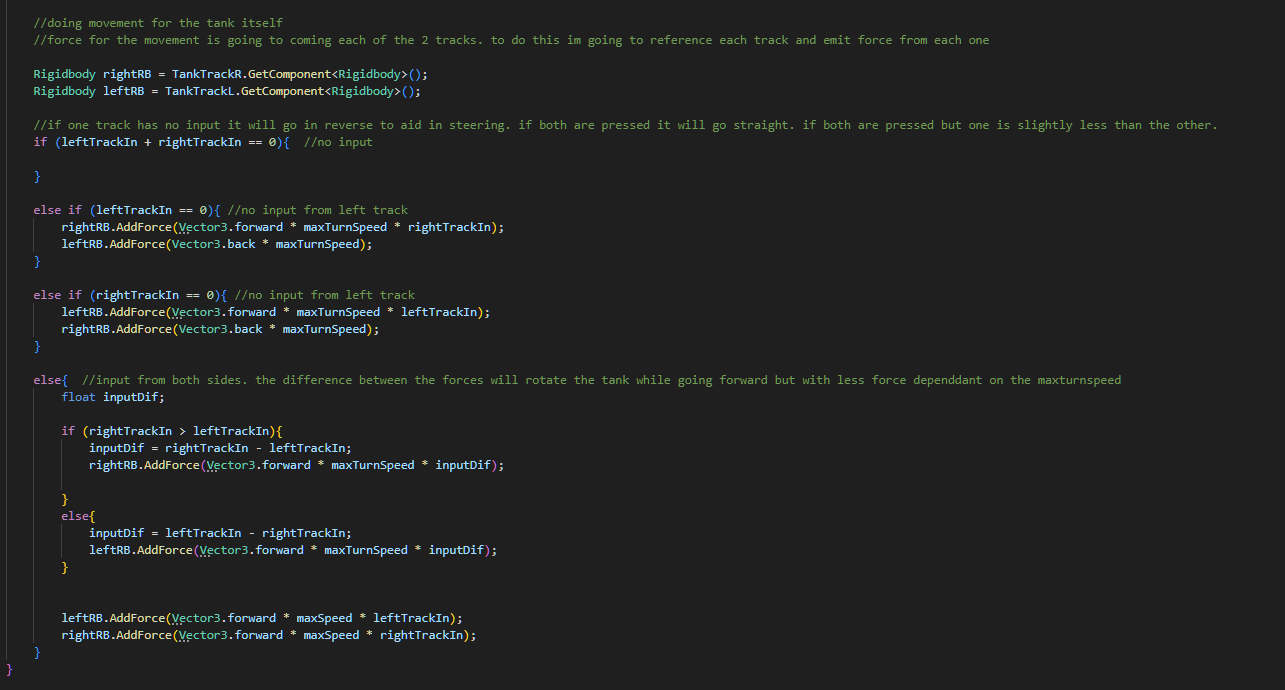 //doing movement for the tank itself
//force for the movement is going to coming each of the 2 tracks. to do this im going to reference each track and emit force from each one
Rigidbody rightRB = TankTrackR.GetComponent<Rigidbody>();
Rigidbody leftRB = TankTrackL.GetComponent<Rigidbody>();
//if one track has no input it will go in reverse to aid in steering. if both are pressed it will go straight. if both are pressed but one is slightly less than the other.
if (leftTrackIn + rightTrackIn == 0){  //no input
}
else if (leftTrackIn == 0){ //no input from left track
rightRB.AddForce(Vector3.forward * maxTurnSpeed * rightTrackIn);
leftRB.AddForce(Vector3.back * maxTurnSpeed);
}
else if (rightTrackIn == 0){ //no input from left track
leftRB.AddForce(Vector3.forward * maxTurnSpeed * leftTrackIn);
rightRB.AddForce(Vector3.back * maxTurnSpeed);
}
else{  //input from both sides. the difference between the forces will rotate the tank while going forward but with less force dependdant on the maxturnspeed
float inputDif;
if (rightTrackIn > leftTrackIn){
inputDif = rightTrackIn - leftTrackIn;
rightRB.AddForce(Vector3.forward * maxTurnSpeed * inputDif);
}
else{
inputDif = leftTrackIn - rightTrackIn;
leftRB.AddForce(Vector3.forward * maxTurnSpeed * inputDif);
}
leftRB.AddForce(Vector3.forward * maxSpeed * leftTrackIn);
rightRB.AddForce(Vector3.forward * maxSpeed * rightTrackIn);
}
}